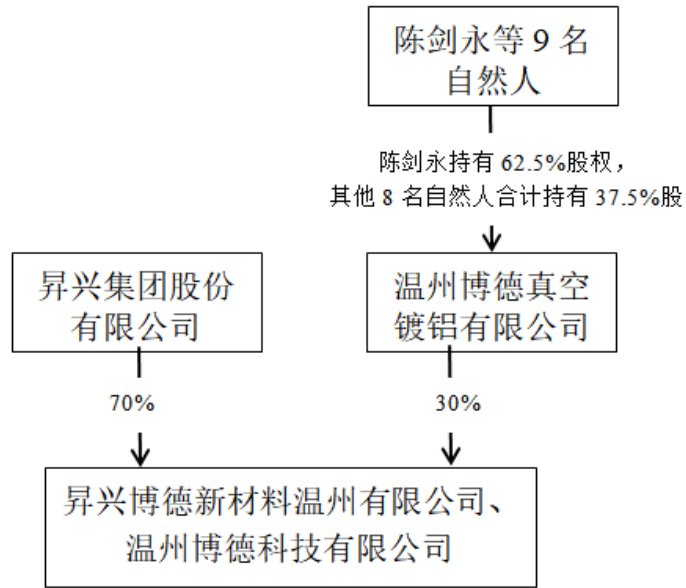 陈剑永等 9 名
自然人
陈剑永持有 62.5%股权，
其他 8 名自然人合计持有 37.5%股
昇兴集团股份
有限公司
温州博德真空
镀铝有限公司
70%
30%
昇兴博德新材料温州有限公司、
温州博德科技有限公司